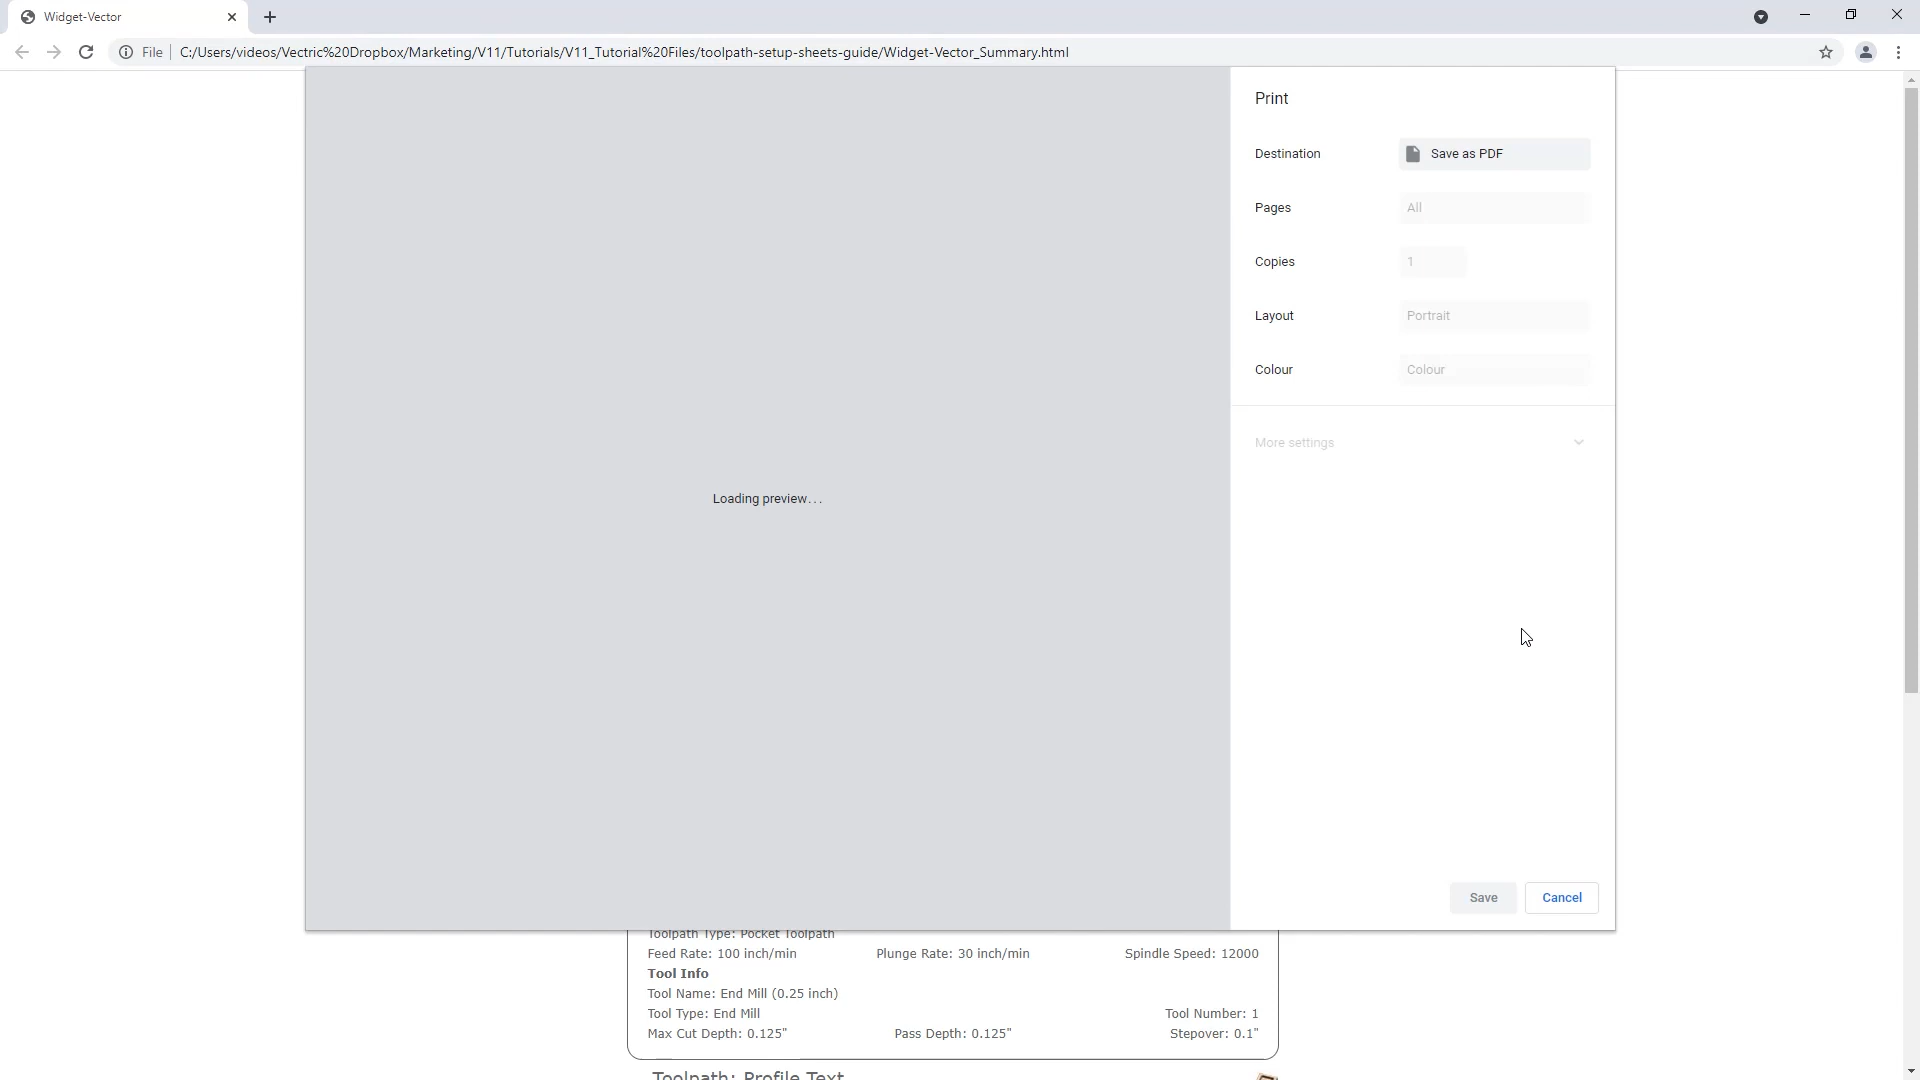 Widget-Vector
File C:/Users/videos/Vectric%20Dropbox/Marketing/V11/Tutorials/V11_Tutorial%20Files/toolpath-setup-sheets-guide/Widget-Vector_Summary.html
Print
Destination Save as PDF
Pages All
Copies 1
Layout Portrait
Colour Colour
More settings
Loading preview...
Save Cancel
Toolpath Type: Pocket Toolpath
Feed Rate: 100 inch/min Plunge Rate: 30 inch/min Spindle Speed: 12000
Tool Info
Tool Name: End Mill (0.25 inch)
Tool Type: End Mill Tool Number: 1
Max Cut Depth: 0.125" Pass Depth: 0.125" Stepover: 0.1"
Toolpath: Profile Text